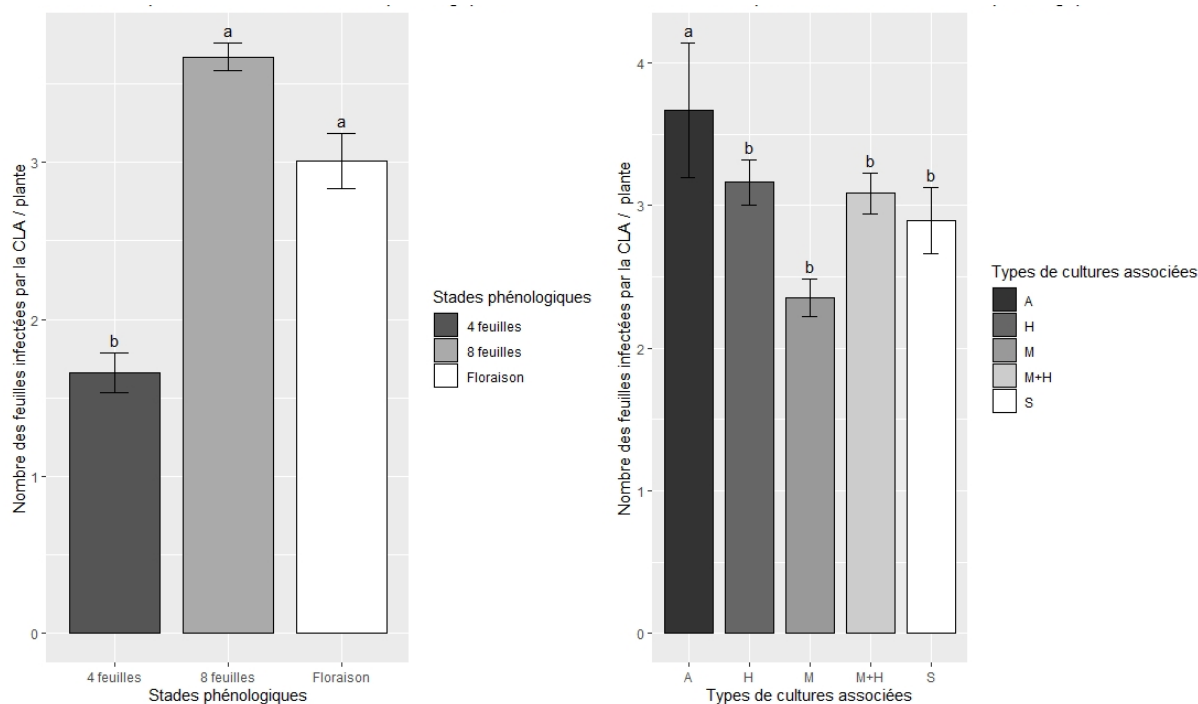 a
a
b
3
2
1
0
Nombre des feuilles infectées par la CLA / plante
4 feuilles
8 feuilles
Floraison
Stades phénologiques
Stades phénologiques
4 feuilles
8 feuilles
Floraison
a
b
b
b
b
4
3
2
1
0
Nombre des feuilles infectées par la CLA / plante
A
H
M
M+H
S
Types de cultures associées
Types de cultures associées
A
H
M
M+H
S